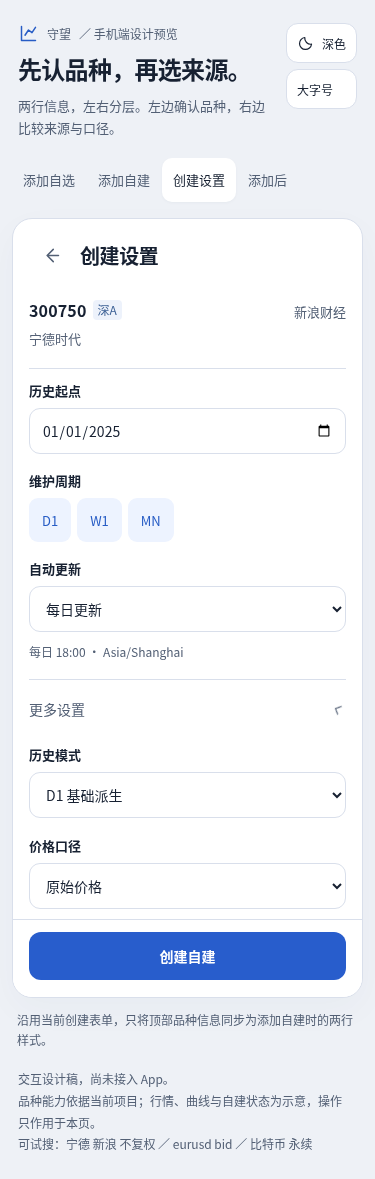 守望 ／ 手机端设计预览
深色
先认品种，再选来源。
大字号
两行信息，左右分层。左边确认品种，右边
比较来源与口径。
添加自选 添加自建 创建设置 添加后
创建设置
300750 深A 新浪财经
宁德时代
历史起点
01/01/2025
维护周期
D1 W1 MN
自动更新
每日更新
每日 18:00 · Asia/Shanghai
更多设置
历史模式
D1 基础派生
价格口径
原始价格
创建自建
沿用当前创建表单，只将顶部品种信息同步为添加自建时的两行
样式。
交互设计稿，尚未接入 App。
品种能力依据当前项目；行情、曲线与自建状态为示意，操作
只作用于本页。
可试搜：宁德 新浪 不复权 ／ eurusd bid ／ 比特币 永续